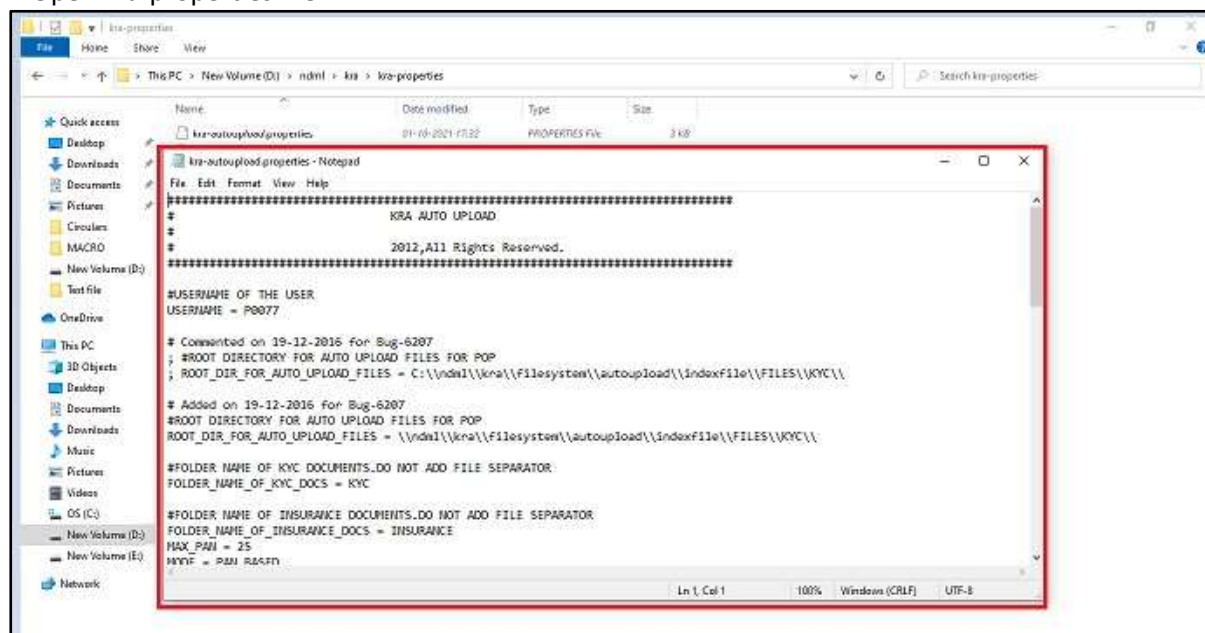 kra-properties
File Home Share View
This PC > New Volume (D:) > ndml > kra > kra-properties
Search kra-properties
Name Date modified Type Size
kra-autoupload.properties 01-10-2021 17:22 PROPERTIES File 3 KB
Quick access
Desktop
Downloads
Documents
Pictures
Circulars
MACRO
New Volume (D:)
Text file
OneDrive
This PC
3D Objects
Desktop
Documents
Downloads
Music
Pictures
Videos
OS (C:)
New Volume (D:)
New Volume (E:)
Network
kra-autoupload.properties - Notepad
File Edit Format View Help
# KRA AUTO UPLOAD
#
# 2012,All Rights Reserved.
#USERNAME OF THE USER
USERNAME = P0077
# Commented on 19-12-2016 for Bug-6207
; #ROOT DIRECTORY FOR AUTO UPLOAD FILES FOR POP
; ROOT_DIR_FOR_AUTO_UPLOAD_FILES = C:\\ndml\\kra\\filesystem\\autoupload\\indexfile\\FILES\\KYC\\
# Added on 19-12-2016 for Bug-6207
#ROOT DIRECTORY FOR AUTO UPLOAD FILES FOR POP
ROOT_DIR_FOR_AUTO_UPLOAD_FILES = \\ndml\\kra\\filesystem\\autoupload\\indexfile\\FILES\\KYC\\
#FOLDER NAME OF KYC DOCUMENTS.DO NOT ADD FILE SEPARATOR
FOLDER_NAME_OF_KYC_DOCS = KYC
#FOLDER NAME OF INSURANCE DOCUMENTS.DO NOT ADD FILE SEPARATOR
FOLDER_NAME_OF_INSURANCE_DOCS = INSURANCE
MAX_PAN = 25
MODE = PAN_BASED
Ln 1, Col 1 100% Windows (CRLF) UTF-8